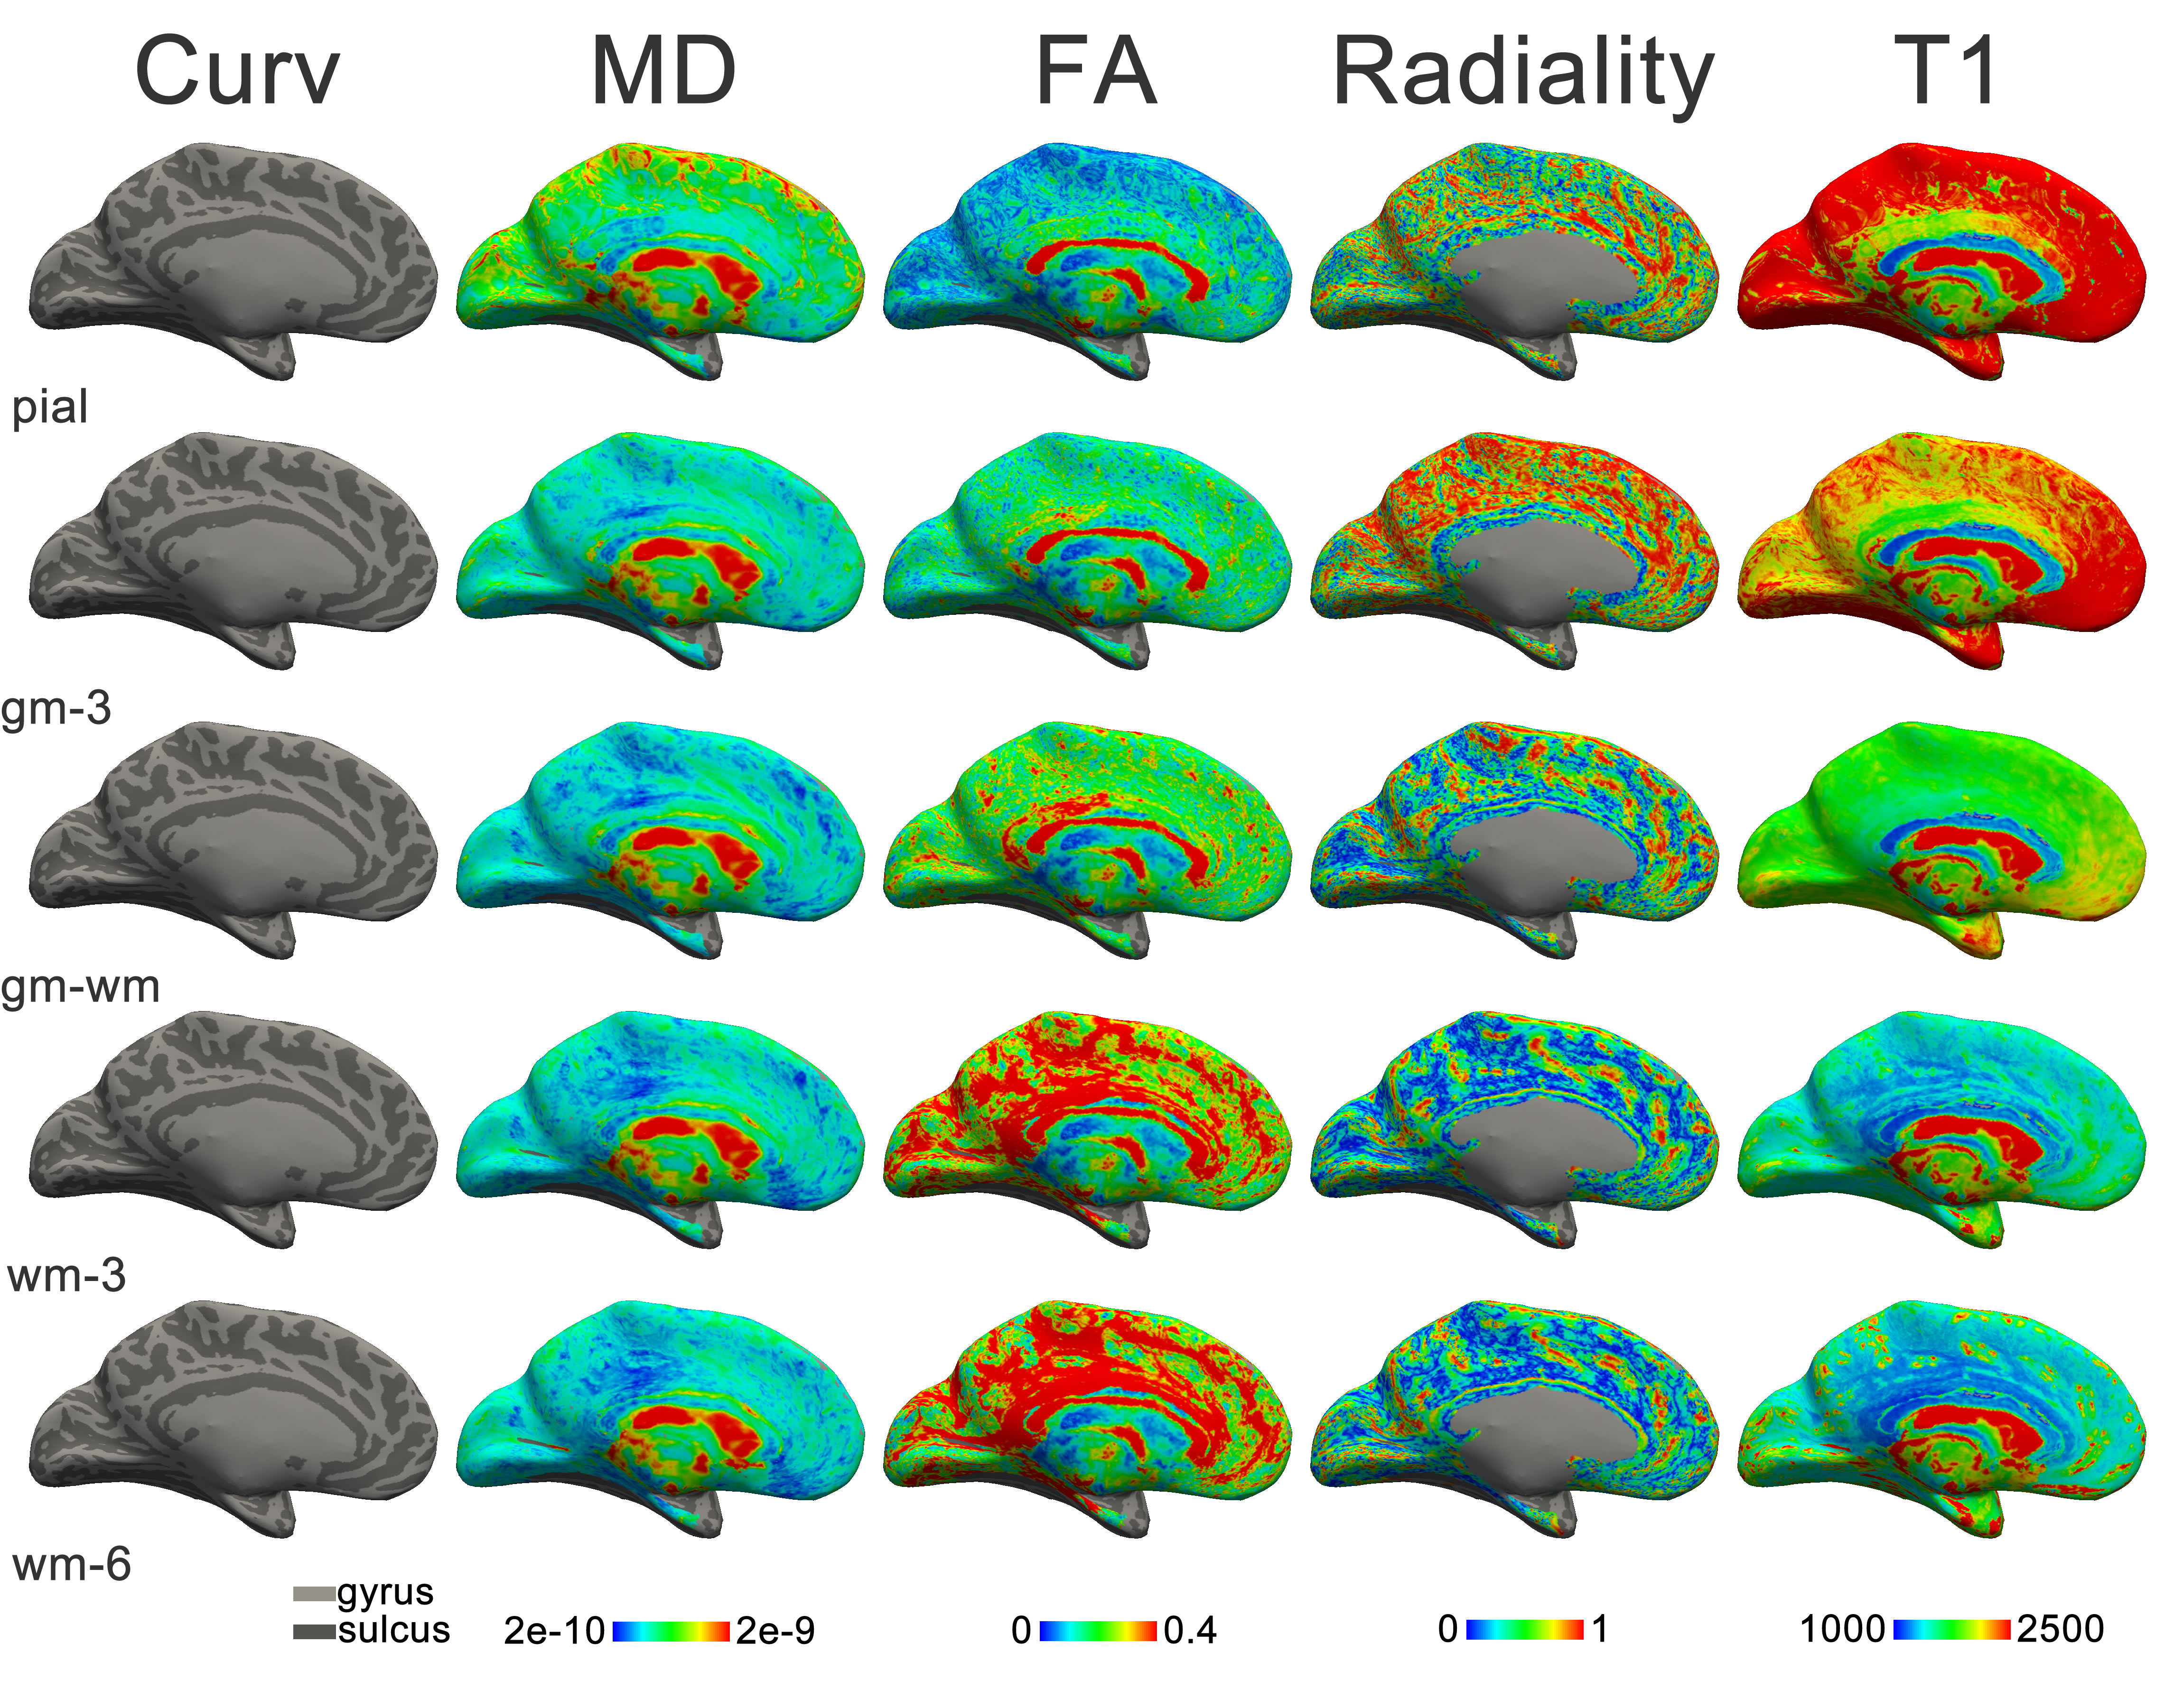 Curv MD FA Radiality T1
pial
gm-3
gm-wm
wm-3
wm-6
gyrus
sulcus
2e-10 2e-9
0 0.4
0 1
1000 2500